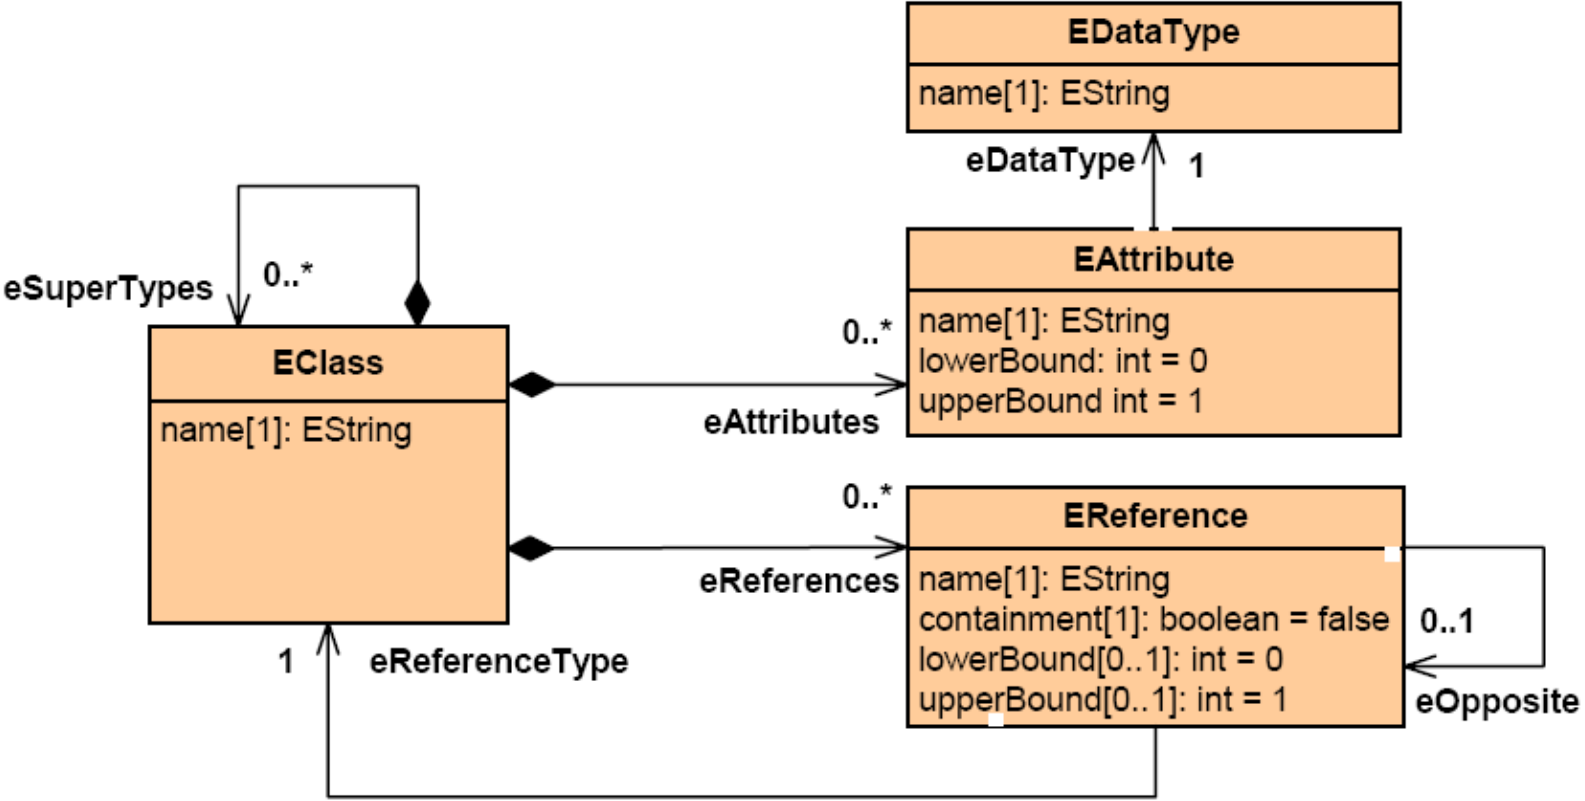 EDataType
name[1]: EString
eDataType
1
EAttribute
name[1]: EString
lowerBound: int = 0
upperBound int = 1
eSuperTypes
0..*
EClass
name[1]: EString
0..*
eAttributes
0..*
eReferences
EReference
name[1]: EString
containment[1]: boolean = false
lowerBound[0..1]: int = 0
upperBound[0..1]: int = 1
0..1
eOpposite
1
eReferenceType